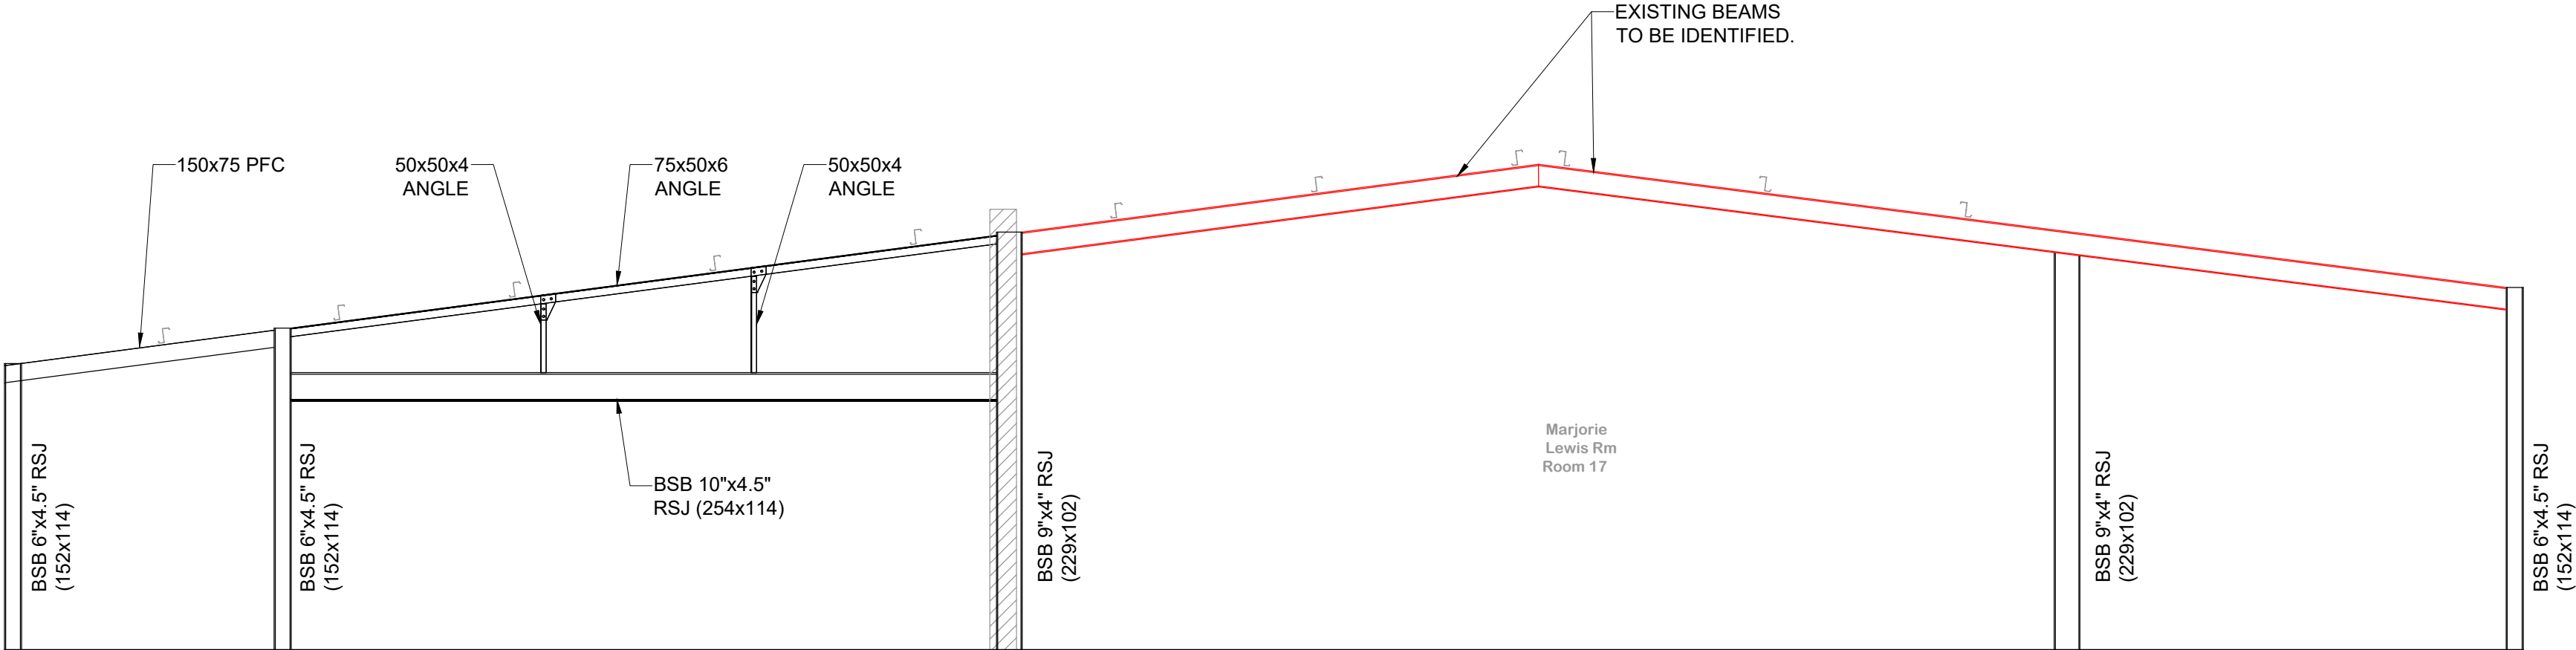 EXISTING BEAMS
TO BE IDENTIFIED.
150x75 PFC
50x50x4
ANGLE
75x50x6
ANGLE
50x50x4
ANGLE
BSB 10"x4.5"
RSJ (254x114)
Marjorie
Lewis Rm
Room 17
BSB 6"x4.5" RSJ
(152x114)
BSB 6"x4.5" RSJ
(152x114)
BSB 9"x4" RSJ
(229x102)
BSB 9"x4" RSJ
(229x102)
BSB 6"x4.5" RSJ
(152x114)